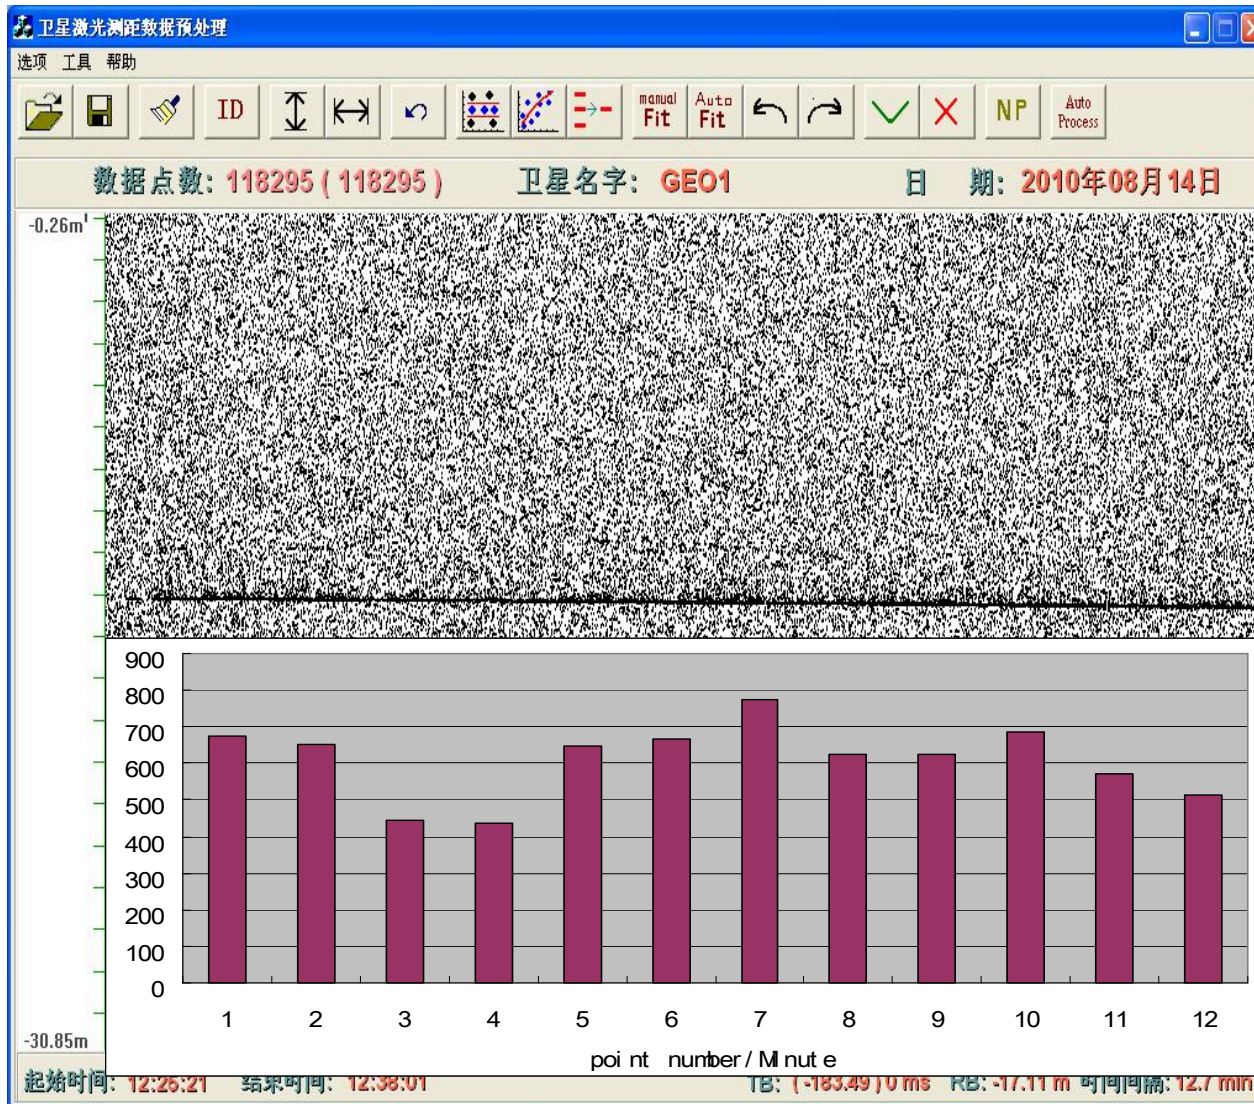 卫星激光测距数据预处理
选项 工具 帮助
ID manual Fit Auto Fit NP Auto Process
数据点数: 118295 ( 118295 ) 卫星名字: GEO1 日 期: 2010年08月14日
-0.26m
900
800
700
600
500
400
300
200
100
0
1 2 3 4 5 6 7 8 9 10 11 12
point number/Minute
-30.85m
起始时间: 12:25:21 结束时间: 12:38:01 TB: ( -183.49 ) 0 ms RB: -17.11 m 时间间隔: 12.7 min